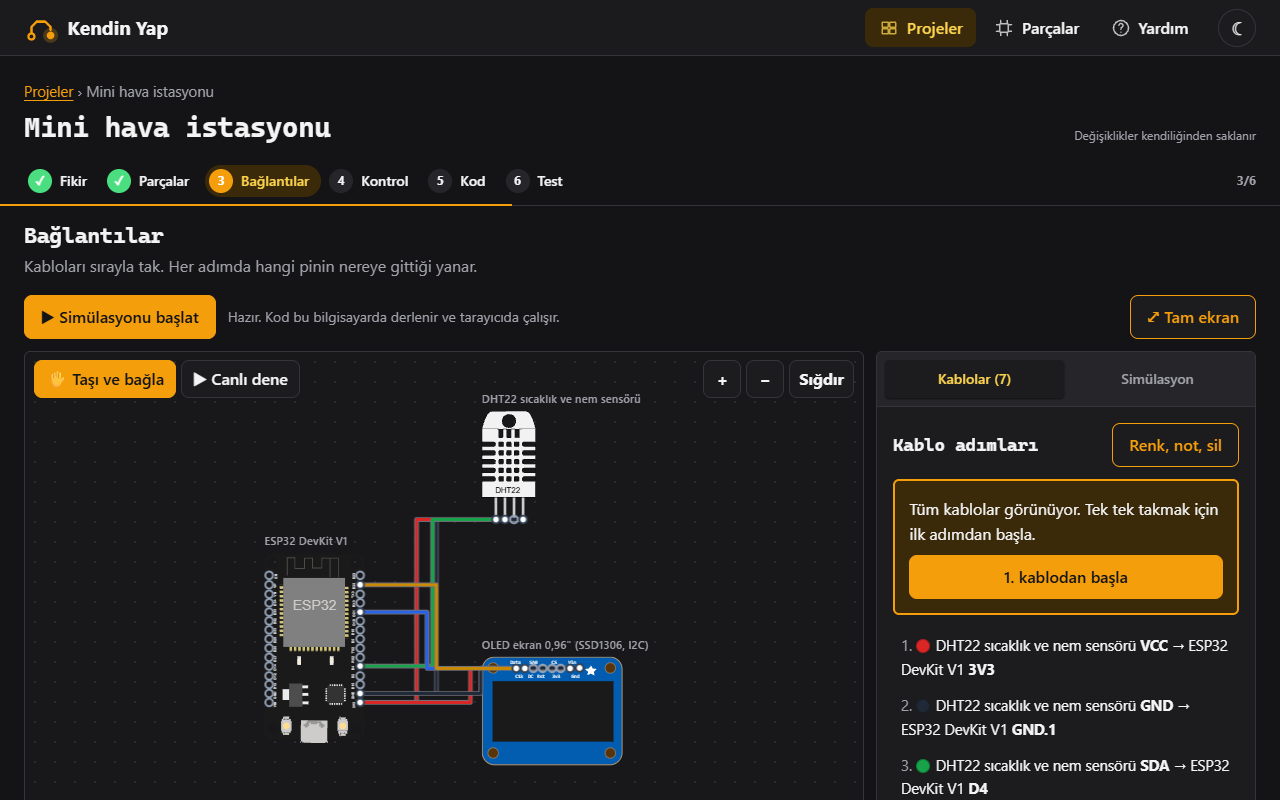 Kendin Yap
Projeler
Parçalar
Yardım
Projeler › Mini hava istasyonu
Mini hava istasyonu
Değişiklikler kendiliğinden saklanır
✓ Fikir
✓ Parçalar
3 Bağlantılar
4 Kontrol
5 Kod
6 Test
3/6
Bağlantılar
Kabloları sırayla tak. Her adımda hangi pinin nereye gittiği yanar.
▶ Simülasyonu başlat
Hazır. Kod bu bilgisayarda derlenir ve tarayıcıda çalışır.
⤢ Tam ekran
Taşı ve bağla
▶ Canlı dene
+
−
Sığdır
DHT22 sıcaklık ve nem sensörü
DHT22
ESP32 DevKit V1
ESP32
OLED ekran 0,96" (SSD1306, I2C)
Kablolar (7)
Simülasyon
Kablo adımları
Renk, not, sil
Tüm kablolar görünüyor. Tek tek takmak için
ilk adımdan başla.
1. kablodan başla
1. DHT22 sıcaklık ve nem sensörü VCC → ESP32
DevKit V1 3V3
2. DHT22 sıcaklık ve nem sensörü GND →
ESP32 DevKit V1 GND.1
3. DHT22 sıcaklık ve nem sensörü SDA → ESP32
DevKit V1 D4